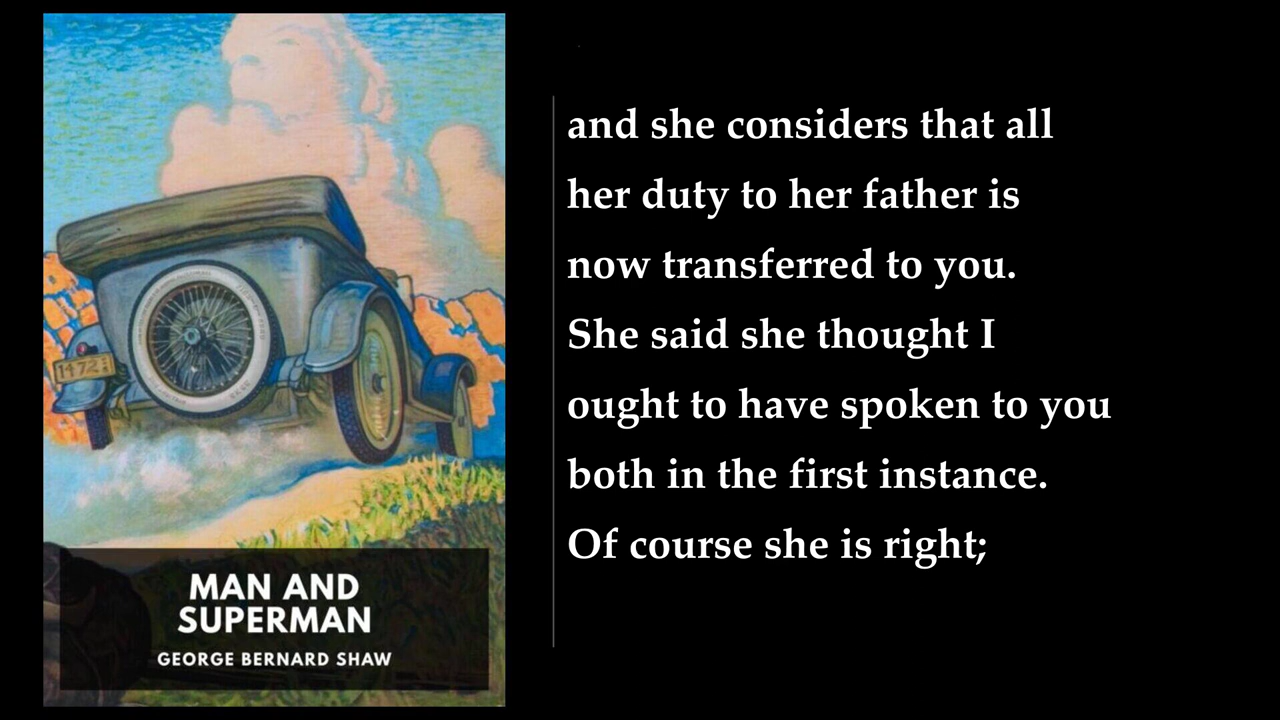 and she considers that all
her duty to her father is
now transferred to you.
She said she thought I
ought to have spoken to you
both in the first instance.
Of course she is right;
1472
MAN AND
SUPERMAN
GEORGE BERNARD SHAW